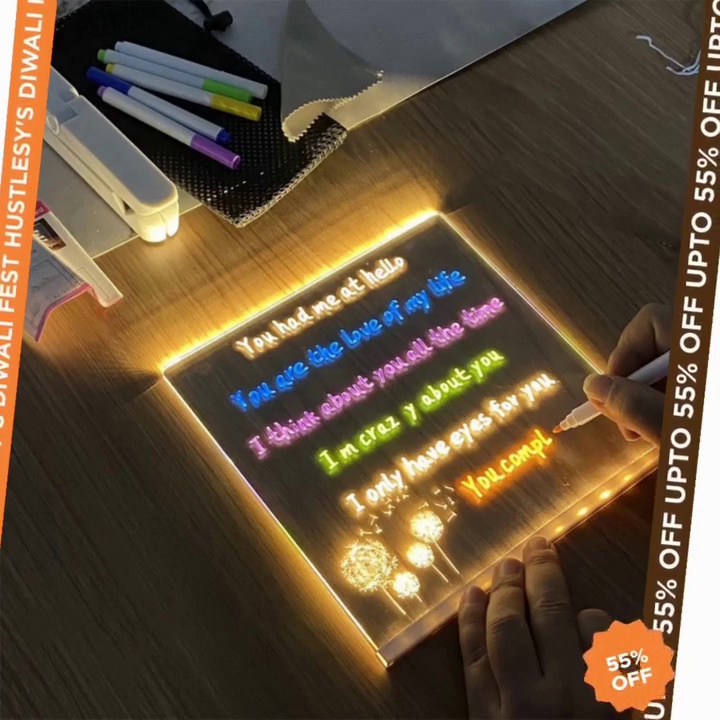 S DIWALI FEST HUSTLESY'S DIWALI F
You had me at hello
You are the love of my life
I think about you all the time
I m craz y about you
I only have eyes for you
You compl
55% OFF UPTO 55% OFF UPTO 55% OFF UPTO
55%
OFF